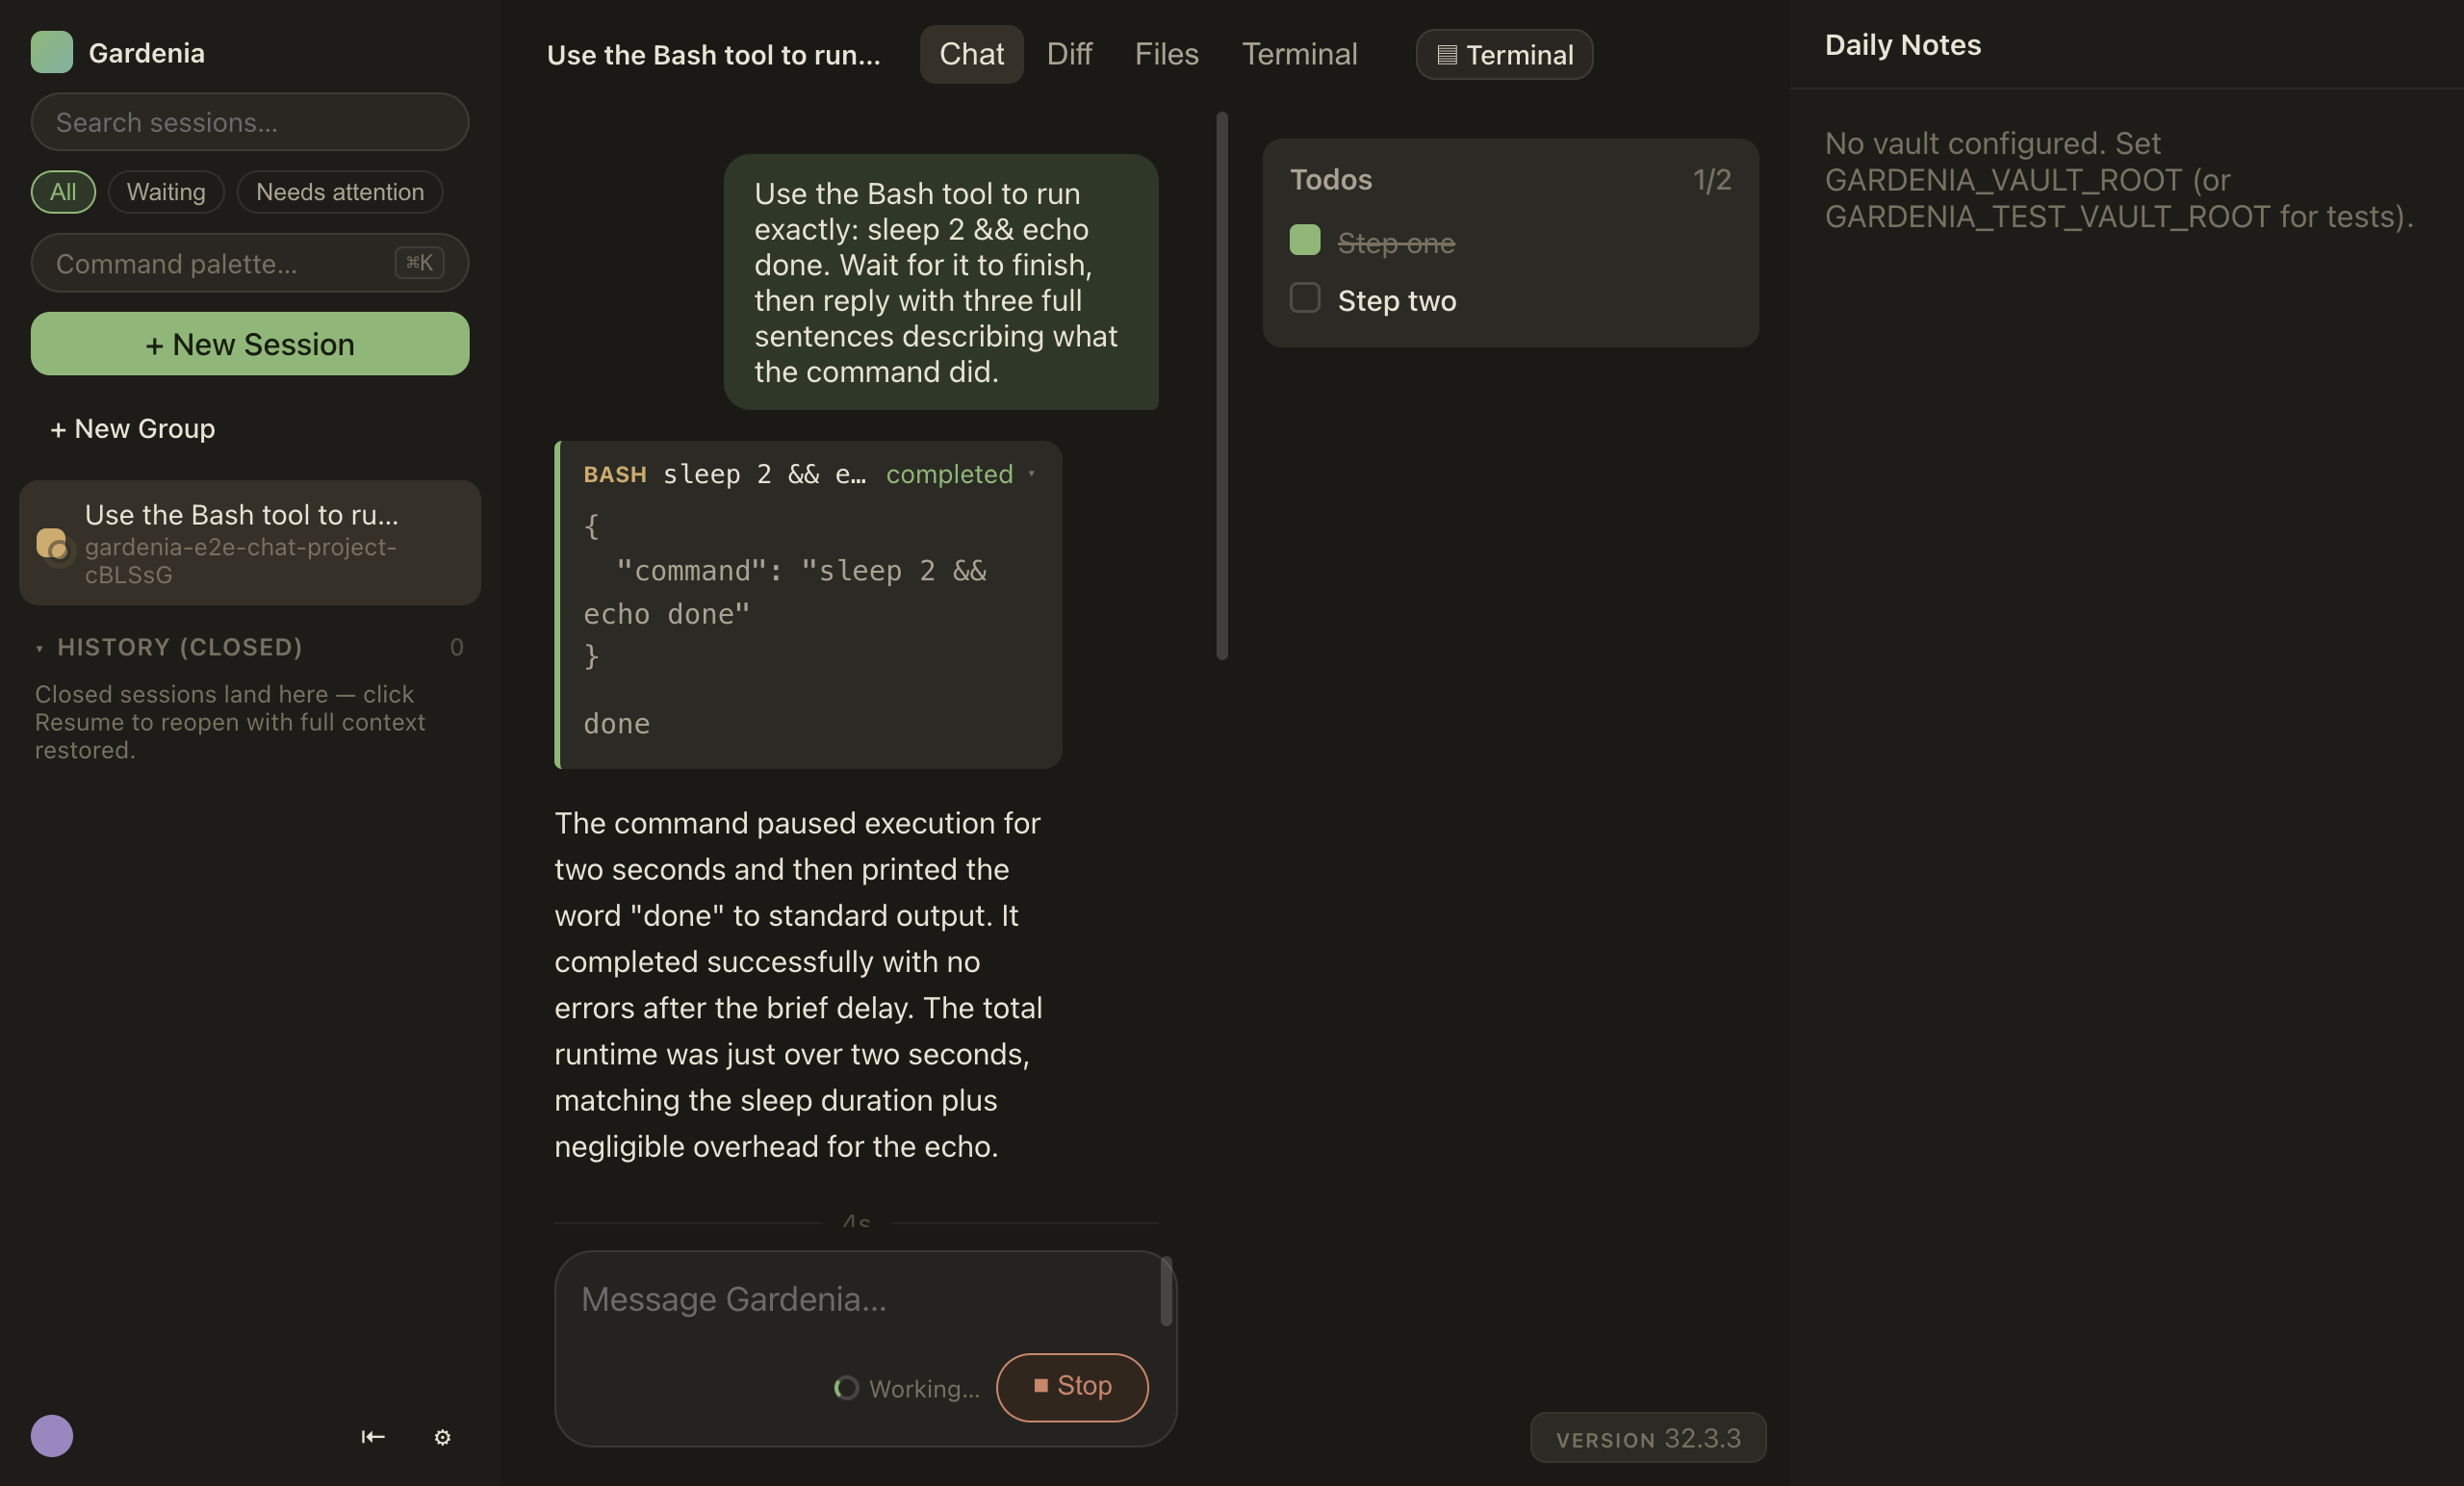 Gardenia
Search sessions...
All
Waiting
Needs attention
Command palette...
⌘K
+ New Session
+ New Group
Use the Bash tool to ru...
gardenia-e2e-chat-project-
cBLSsG
HISTORY (CLOSED)
0
Closed sessions land here — click
Resume to reopen with full context
restored.
Use the Bash tool to run...
Chat
Diff
Files
Terminal
Terminal
Use the Bash tool to run
exactly: sleep 2 && echo
done. Wait for it to finish,
then reply with three full
sentences describing what
the command did.
BASH sleep 2 && e… completed
{
"command": "sleep 2 &&
echo done"
}
done
The command paused execution for
two seconds and then printed the
word "done" to standard output. It
completed successfully with no
errors after the brief delay. The total
runtime was just over two seconds,
matching the sleep duration plus
negligible overhead for the echo.
4s
Message Gardenia...
Working...
Stop
Todos
1/2
Step one
Step two
VERSION 32.3.3
Daily Notes
No vault configured. Set
GARDENIA_VAULT_ROOT (or
GARDENIA_TEST_VAULT_ROOT for tests).